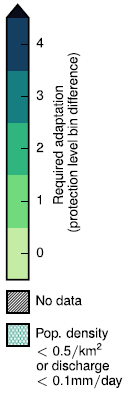 4
3
2
1
0
Required adaptation
(protection level bin difference)
No data
Pop. density
< 0.5/km²
or discharge
< 0.1mm/day